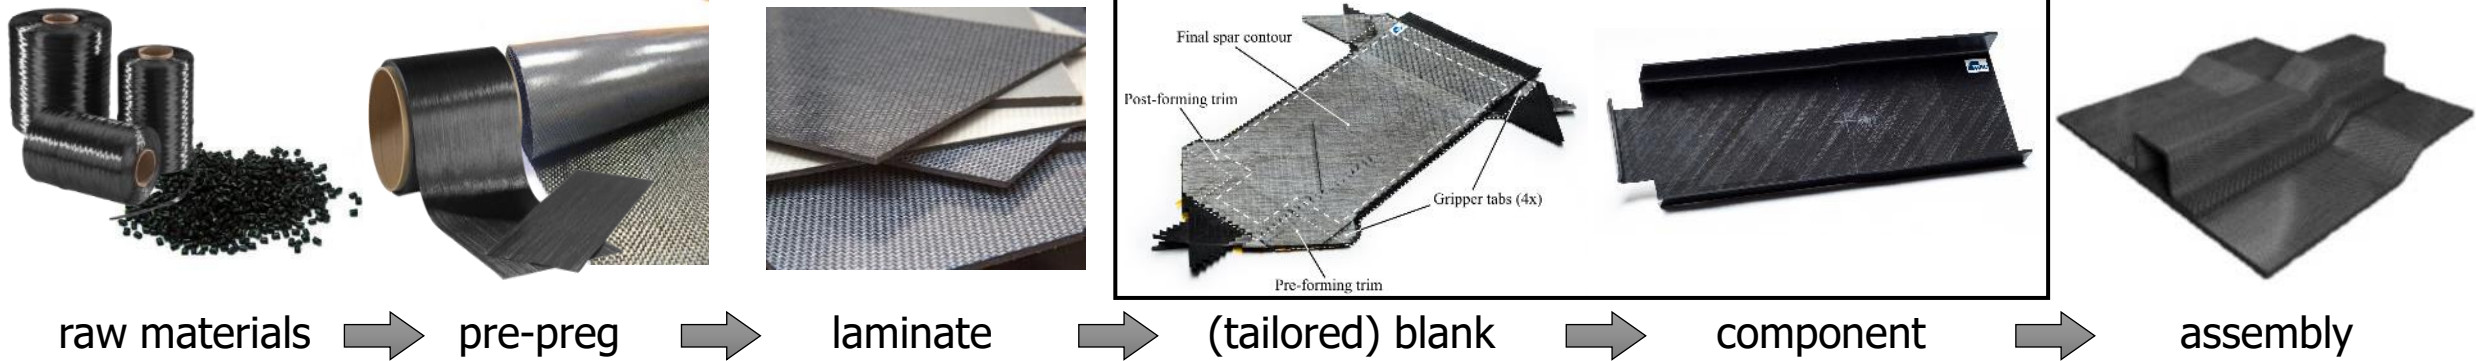 Final spar contour
Post-forming trim
Gripper tabs (4x)
Pre-forming trim
raw materials
pre-preg
laminate
(tailored) blank
component
assembly